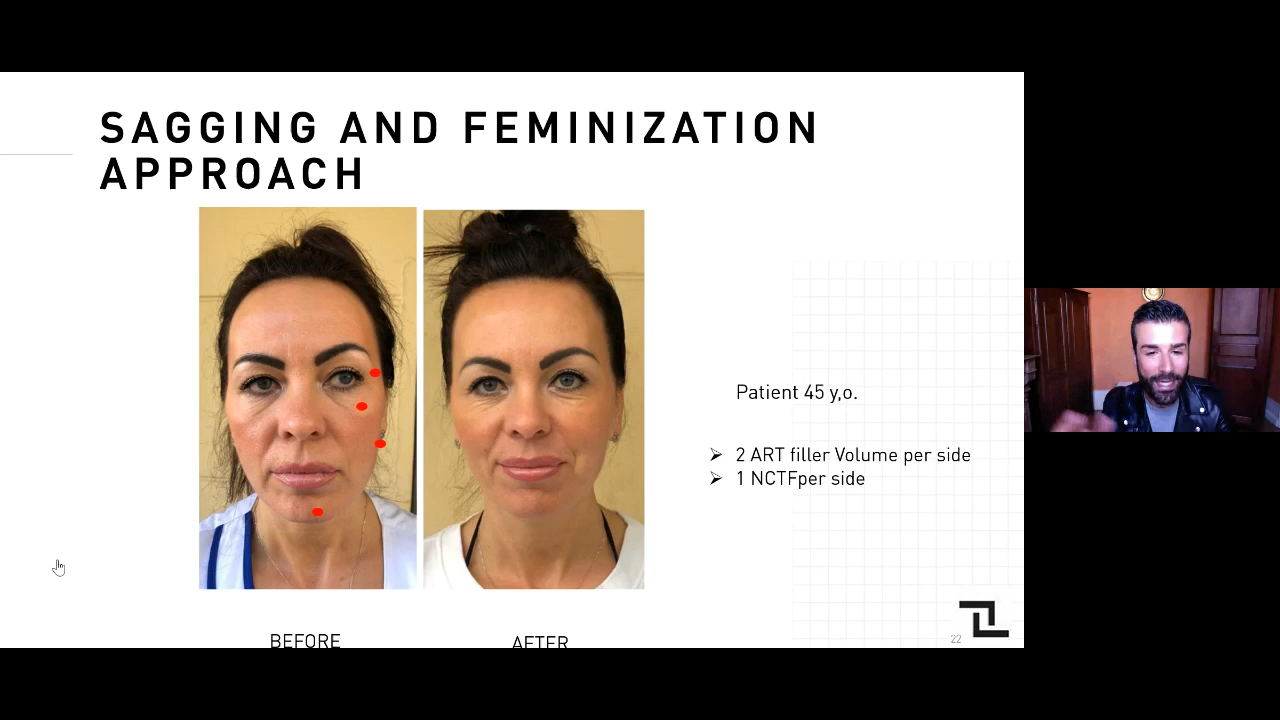 SAGGING AND FEMINIZATION
APPROACH
Patient 45 y,o.
➢ 2 ART filler Volume per side
➢ 1 NCTFper side
BEFORE
AFTER
22